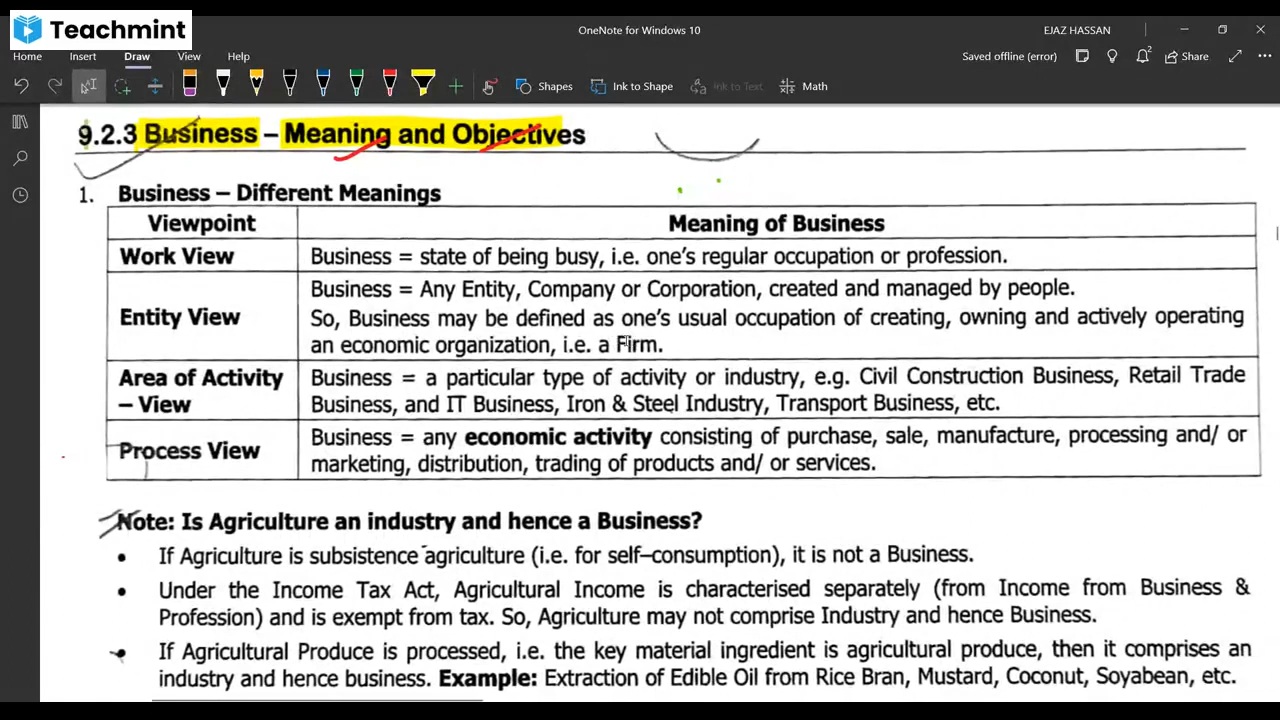 Teachmint
OneNote for Windows 10
EJAZ HASSAN
Home Insert Draw View Help
Saved offline (error)
Share
Shapes
Ink to Shape
Ink to Text
Math
9.2.3 Business – Meaning and Objectives
1. Business – Different Meanings
Viewpoint Meaning of Business
Work View Business = state of being busy, i.e. one's regular occupation or profession.
Entity View
Business = Any Entity, Company or Corporation, created and managed by people.
So, Business may be defined as one's usual occupation of creating, owning and actively operating
an economic organization, i.e. a Firm.
Area of Activity
– View
Business = a particular type of activity or industry, e.g. Civil Construction Business, Retail Trade
Business, and IT Business, Iron & Steel Industry, Transport Business, etc.
Process View
Business = any economic activity consisting of purchase, sale, manufacture, processing and/ or
marketing, distribution, trading of products and/ or services.
Note: Is Agriculture an industry and hence a Business?
• If Agriculture is subsistence agriculture (i.e. for self–consumption), it is not a Business.
• Under the Income Tax Act, Agricultural Income is characterised separately (from Income from Business &
Profession) and is exempt from tax. So, Agriculture may not comprise Industry and hence Business.
• If Agricultural Produce is processed, i.e. the key material ingredient is agricultural produce, then it comprises an
industry and hence business. Example: Extraction of Edible Oil from Rice Bran, Mustard, Coconut, Soyabean, etc.